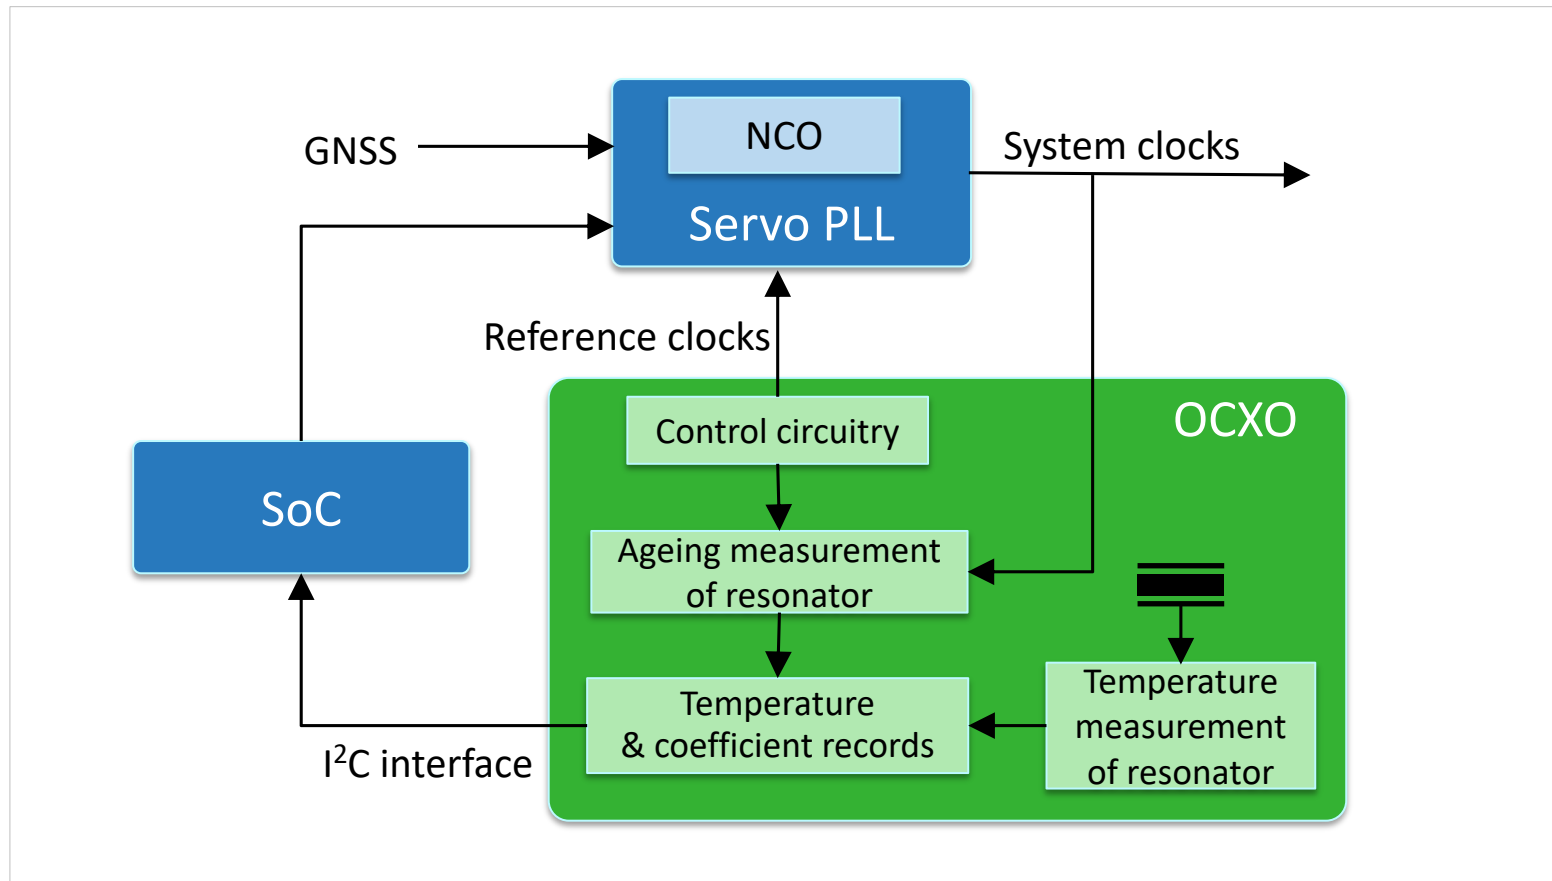 NCO
GNSS
System clocks
Servo PLL
Reference clocks
OCXO
Control circuitry
SoC
Ageing measurement
of resonator
Temperature
measurement
of resonator
Temperature
& coefficient records
I²C interface